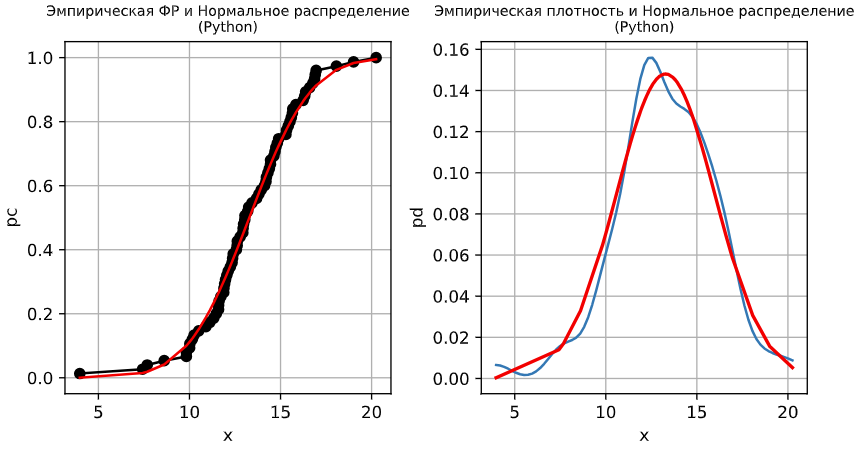 Эмпирическая ФР и Нормальное распределение
(Python)
1.0
0.8
0.6
0.4
0.2
0.0
pc
5 10 15 20
x
Эмпирическая плотность и Нормальное распределение
(Python)
0.16
0.14
0.12
0.10
0.08
0.06
0.04
0.02
0.00
pd
5 10 15 20
x